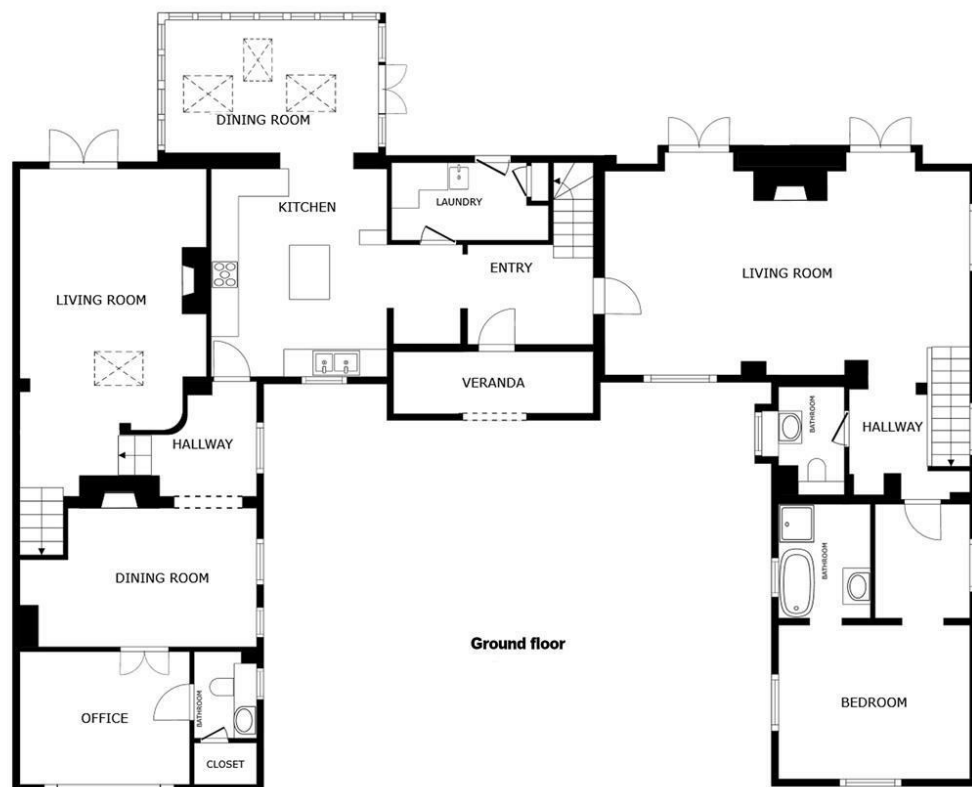 DINING ROOM
KITCHEN
LAUNDRY
ENTRY
LIVING ROOM
LIVING ROOM
VERANDA
HALLWAY
BATHROOM
HALLWAY
DINING ROOM
BATHROOM
Ground floor
BEDROOM
OFFICE
BATHROOM
CLOSET